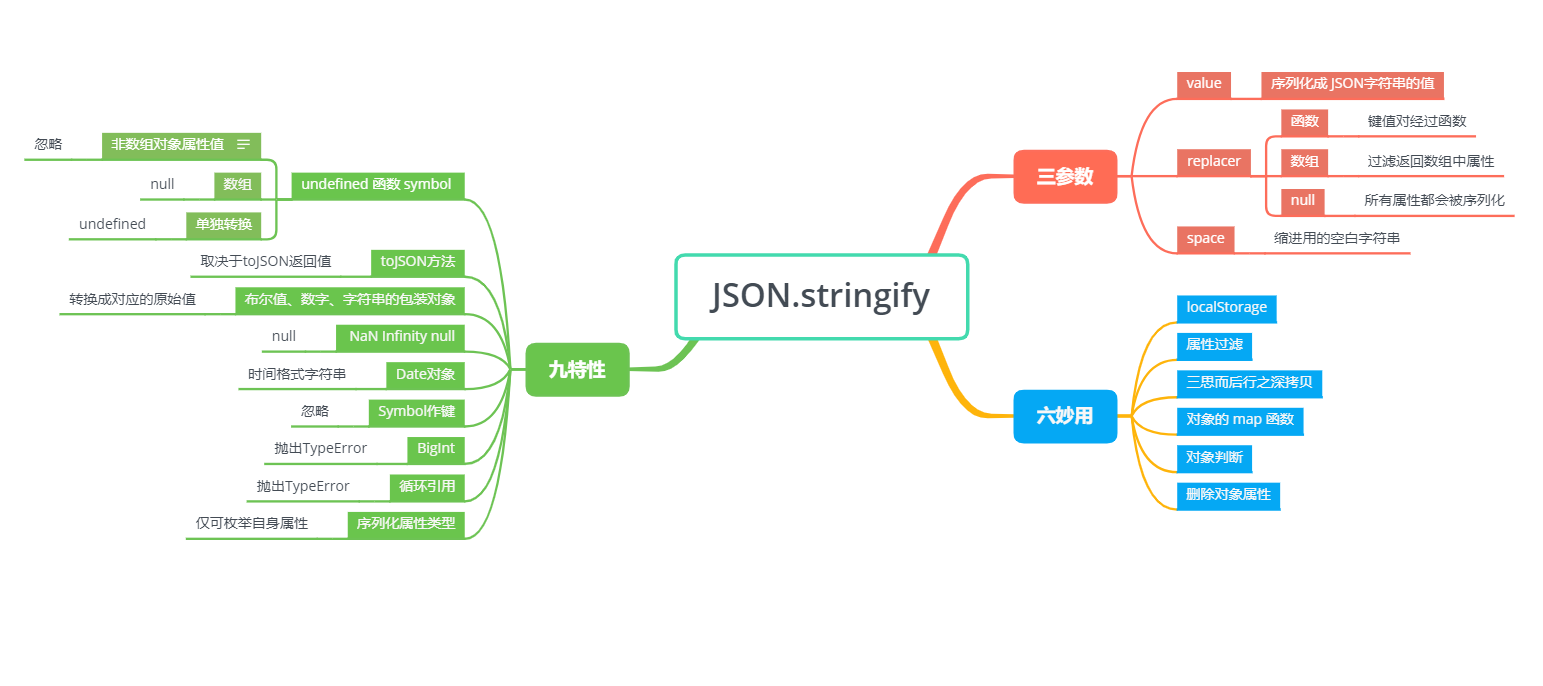 JSON.stringify
三参数
value
序列化成 JSON字符串的值
replacer
函数
键值对经过函数
数组
过滤返回数组中属性
null
所有属性都会被序列化
space
缩进用的空白字符串
六妙用
localStorage
属性过滤
三思而后行之深拷贝
对象的 map 函数
对象判断
删除对象属性
九特性
undefined 函数 symbol
非数组对象属性值
忽略
数组
null
单独转换
undefined
toJSON方法
取决于toJSON返回值
布尔值、数字、字符串的包装对象
转换成对应的原始值
NaN Infinity null
null
Date对象
时间格式字符串
Symbol作键
忽略
BigInt
抛出TypeError
循环引用
抛出TypeError
序列化属性类型
仅可枚举自身属性